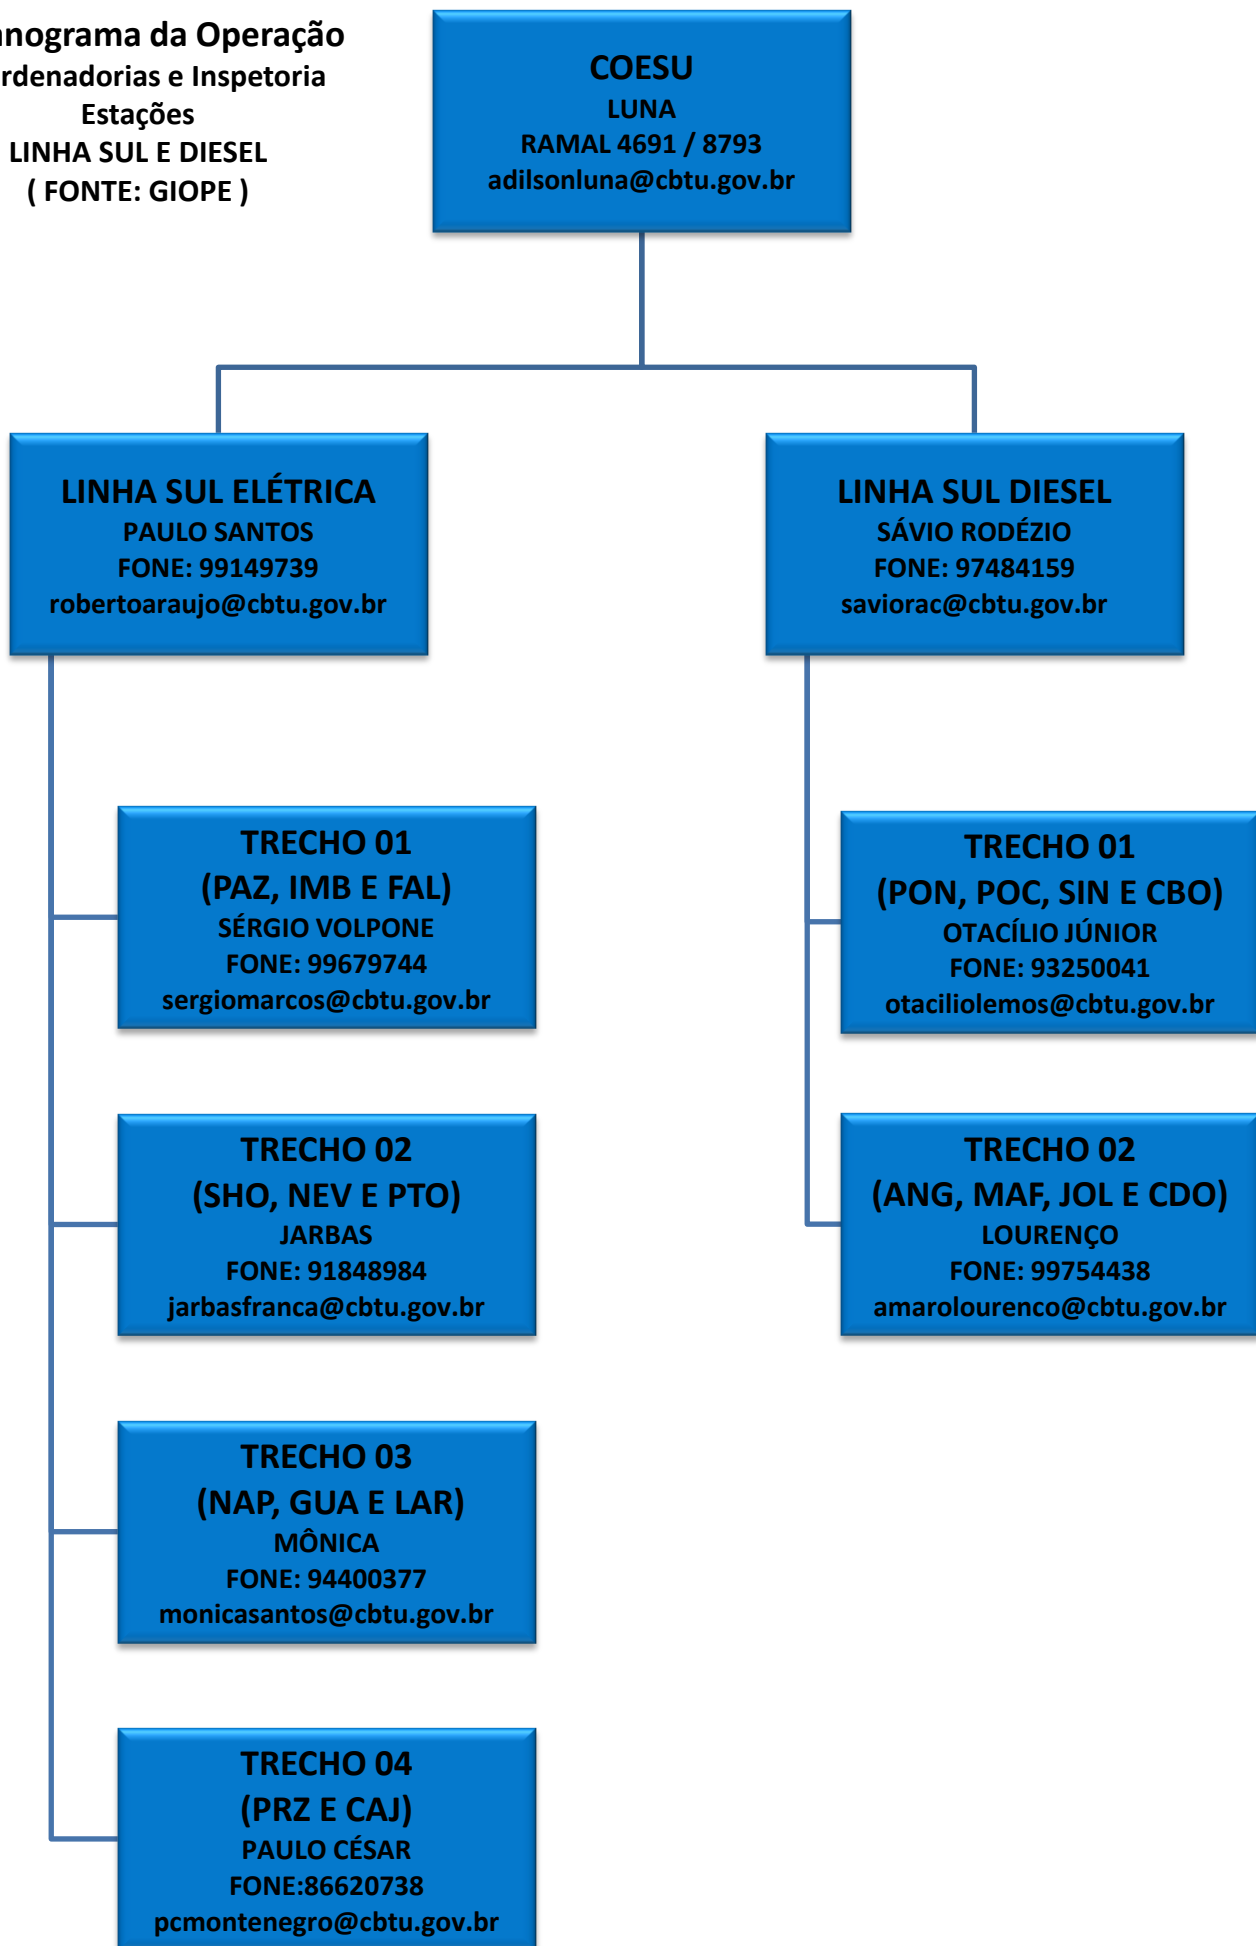 nograma da Operação
rdenadorias e Inspetoria
Estações
LINHA SUL E DIESEL
( FONTE: GIOPE )
COESU
LUNA
RAMAL 4691 / 8793
adilsonluna@cbtu.gov.br
LINHA SUL ELÉTRICA
PAULO SANTOS
FONE: 99149739
robertoaraujo@cbtu.gov.br
LINHA SUL DIESEL
SÁVIO RODÉZIO
FONE: 97484159
saviorac@cbtu.gov.br
TRECHO 01
(PAZ, IMB E FAL)
SÉRGIO VOLPONE
FONE: 99679744
sergiomarcos@cbtu.gov.br
TRECHO 01
(PON, POC, SIN E CBO)
OTACÍLIO JÚNIOR
FONE: 93250041
otaciliolemos@cbtu.gov.br
TRECHO 02
(SHO, NEV E PTO)
JARBAS
FONE: 91848984
jarbasfranca@cbtu.gov.br
TRECHO 02
(ANG, MAF, JOL E CDO)
LOURENÇO
FONE: 99754438
amarolourenco@cbtu.gov.br
TRECHO 03
(NAP, GUA E LAR)
MÔNICA
FONE: 94400377
monicasantos@cbtu.gov.br
TRECHO 04
(PRZ E CAJ)
PAULO CÉSAR
FONE:86620738
pcmontenegro@cbtu.gov.br